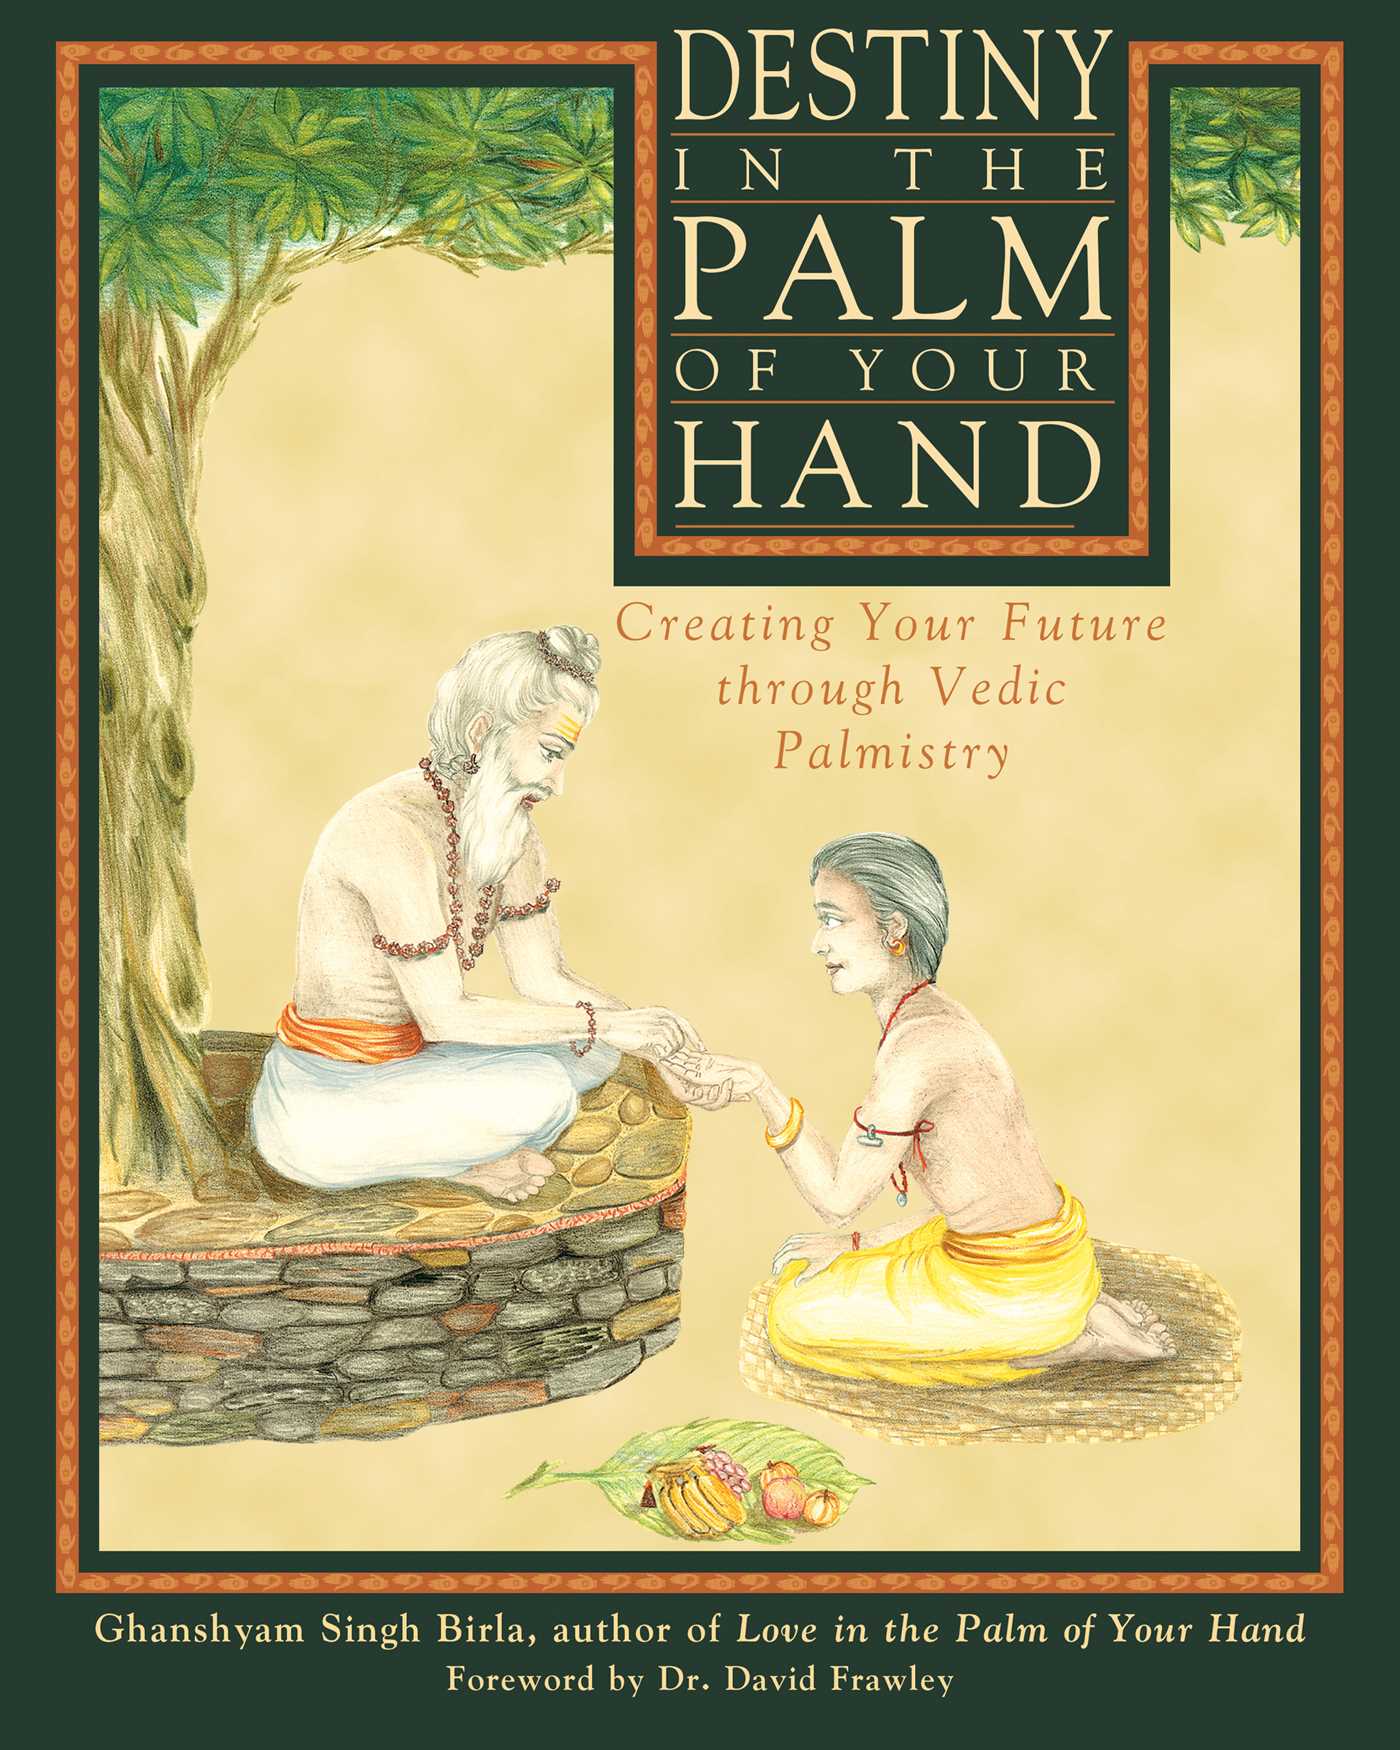 DESTINY
IN THE
PALM
OF YOUR
HAND
Creating Your Future
through Vedic
Palmistry
Ghanshyam Singh Birla, author of Love in the Palm of Your Hand
Foreword by Dr. David Frawley